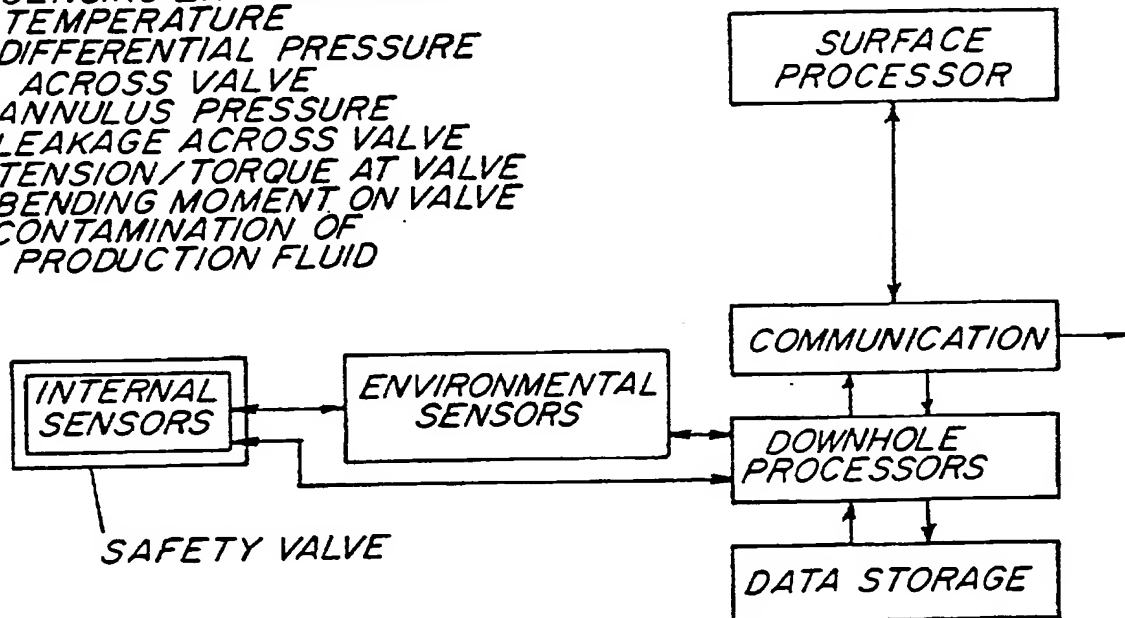 TEMPERATURE
DIFFERENTIAL PRESSURE
ACROSS VALVE
ANNULUS PRESSURE
LEAKAGE ACROSS VALVE
TENSION/TORQUE AT VALVE
BENDING MOMENT ON VALVE
CONTAMINATION OF
PRODUCTION FLUID
SURFACE
PROCESSOR
COMMUNICATION
INTERNAL
SENSORS
ENVIRONMENTAL
SENSORS
DOWNHOLE
PROCESSORS
SAFETY VALVE
DATA STORAGE